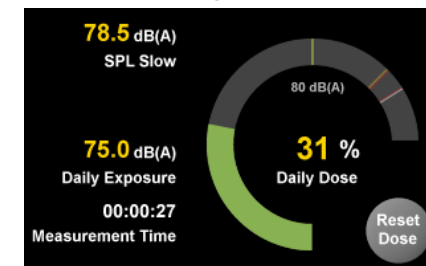 78.5 dB(A)
SPL Slow
80 dB(A)
75.0 dB(A)
Daily Exposure
31 %
Daily Dose
00:00:27
Measurement Time
Reset
Dose